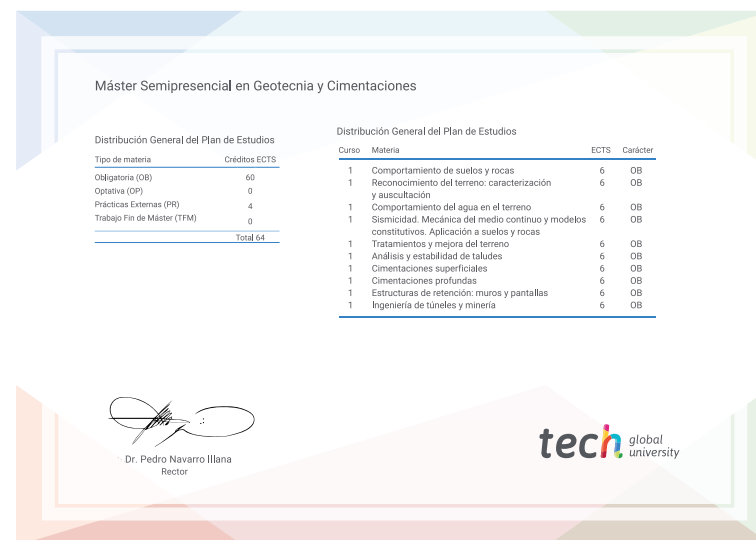 Máster Semipresencial en Geotecnia y Cimentaciones
Distribución General del Plan de Estudios
Tipo de materia Créditos ECTS
Obligatoria (OB) 60
Optativa (OP) 0
Prácticas Externas (PR) 4
Trabajo Fin de Máster (TFM) 0
Total 64
Distribución General del Plan de Estudios
Curso Materia ECTS Carácter
1 Comportamiento de suelos y rocas 6 OB
1 Reconocimiento del terreno: caracterización 6 OB
y auscultación
1 Comportamiento del agua en el terreno 6 OB
1 Sismicidad. Mecánica del medio continuo y modelos 6 OB
constitutivos. Aplicación a suelos y rocas
1 Tratamientos y mejora del terreno 6 OB
1 Análisis y estabilidad de taludes 6 OB
1 Cimentaciones superficiales 6 OB
1 Cimentaciones profundas 6 OB
1 Estructuras de retención: muros y pantallas 6 OB
1 Ingeniería de túneles y minería 6 OB
Dr. Pedro Navarro Illana
Rector
tech global
university